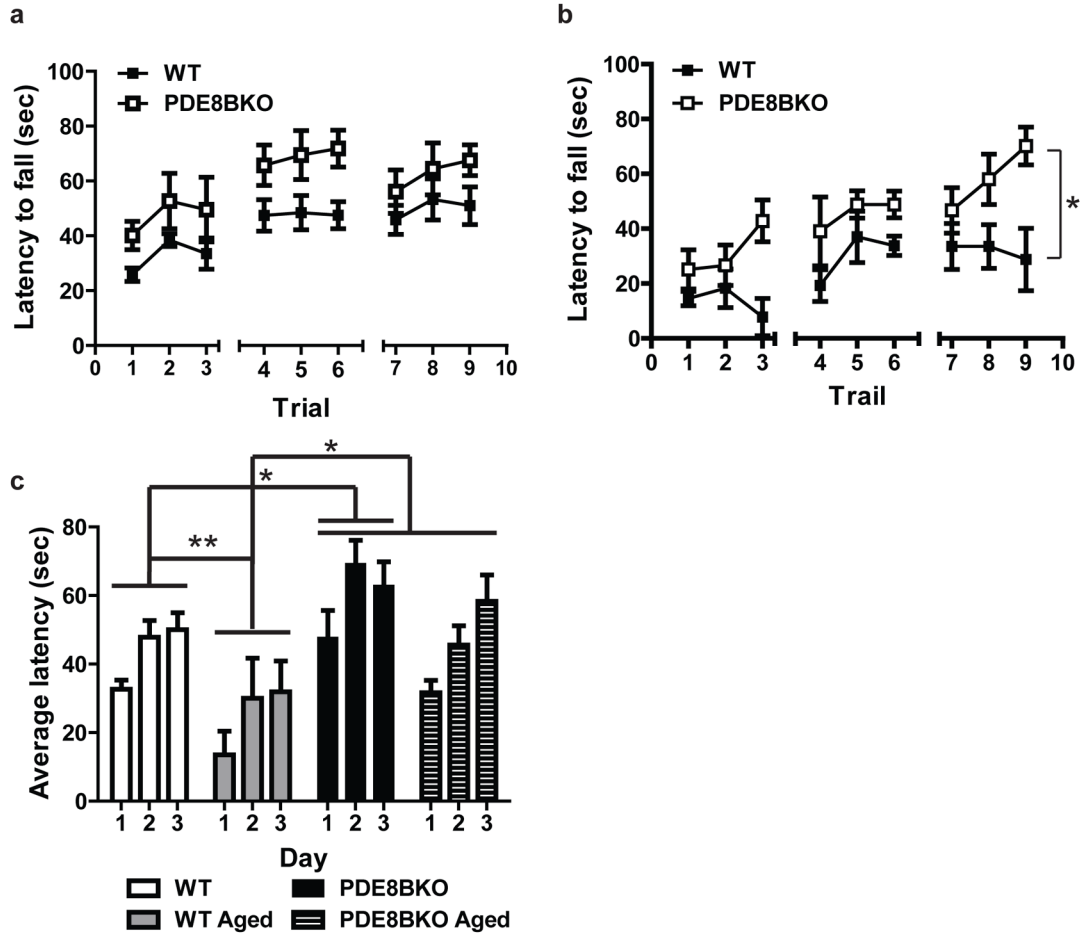 a
Latency to fall (sec)
100
80
60
40
20
0
WT
PDE8BKO
0 1 2 3 4 5 6 7 8 9 10
Trial
b
Latency to fall (sec)
100
80
60
40
20
0
WT
PDE8BKO
*
0 1 2 3 4 5 6 7 8 9 10
Trail
c
Average latency (sec)
80
60
40
20
0
*
*
**
1 2 3 1 2 3 1 2 3 1 2 3
Day
WT PDE8BKO
WT Aged PDE8BKO Aged